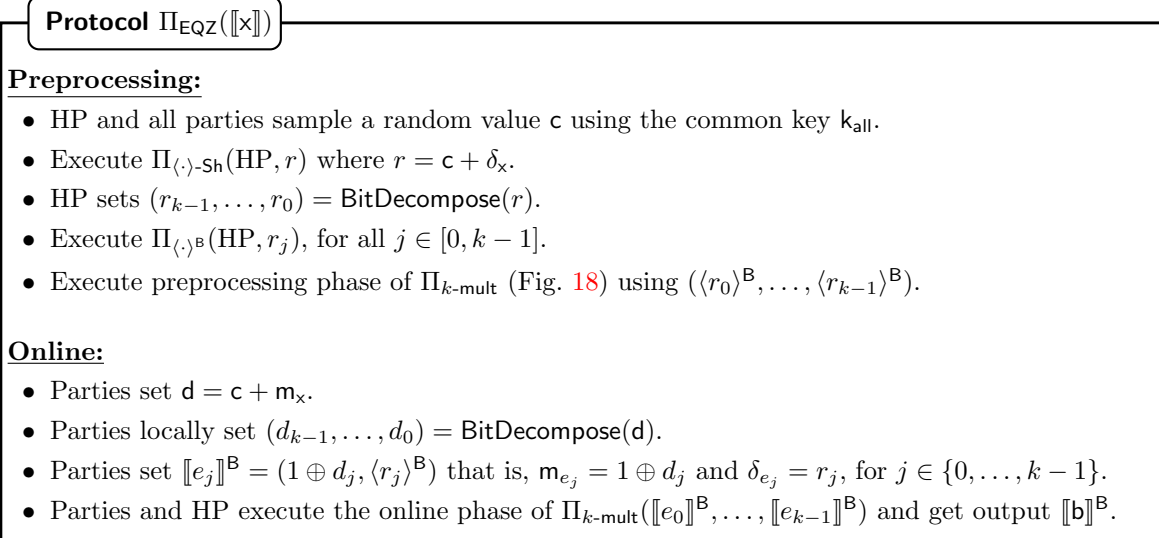 Protocol Π_EQZ(⟦x⟧)
Preprocessing:
• HP and all parties sample a random value c using the common key k_all.
• Execute Π_⟨·⟩-Sh(HP, r) where r = c + δ_x.
• HP sets (r_{k−1}, . . . , r_0) = BitDecompose(r).
• Execute Π_⟨·⟩^B(HP, r_j), for all j ∈ [0, k − 1].
• Execute preprocessing phase of Π_{k-mult} (Fig. 18) using (⟨r_0⟩^B, . . . , ⟨r_{k−1}⟩^B).
Online:
• Parties set d = c + m_x.
• Parties locally set (d_{k−1}, . . . , d_0) = BitDecompose(d).
• Parties set ⟦e_j⟧^B = (1 ⊕ d_j, ⟨r_j⟩^B) that is, m_{e_j} = 1 ⊕ d_j and δ_{e_j} = r_j, for j ∈ {0, . . . , k − 1}.
• Parties and HP execute the online phase of Π_{k-mult}(⟦e_0⟧^B, . . . , ⟦e_{k−1}⟧^B) and get output ⟦b⟧^B.